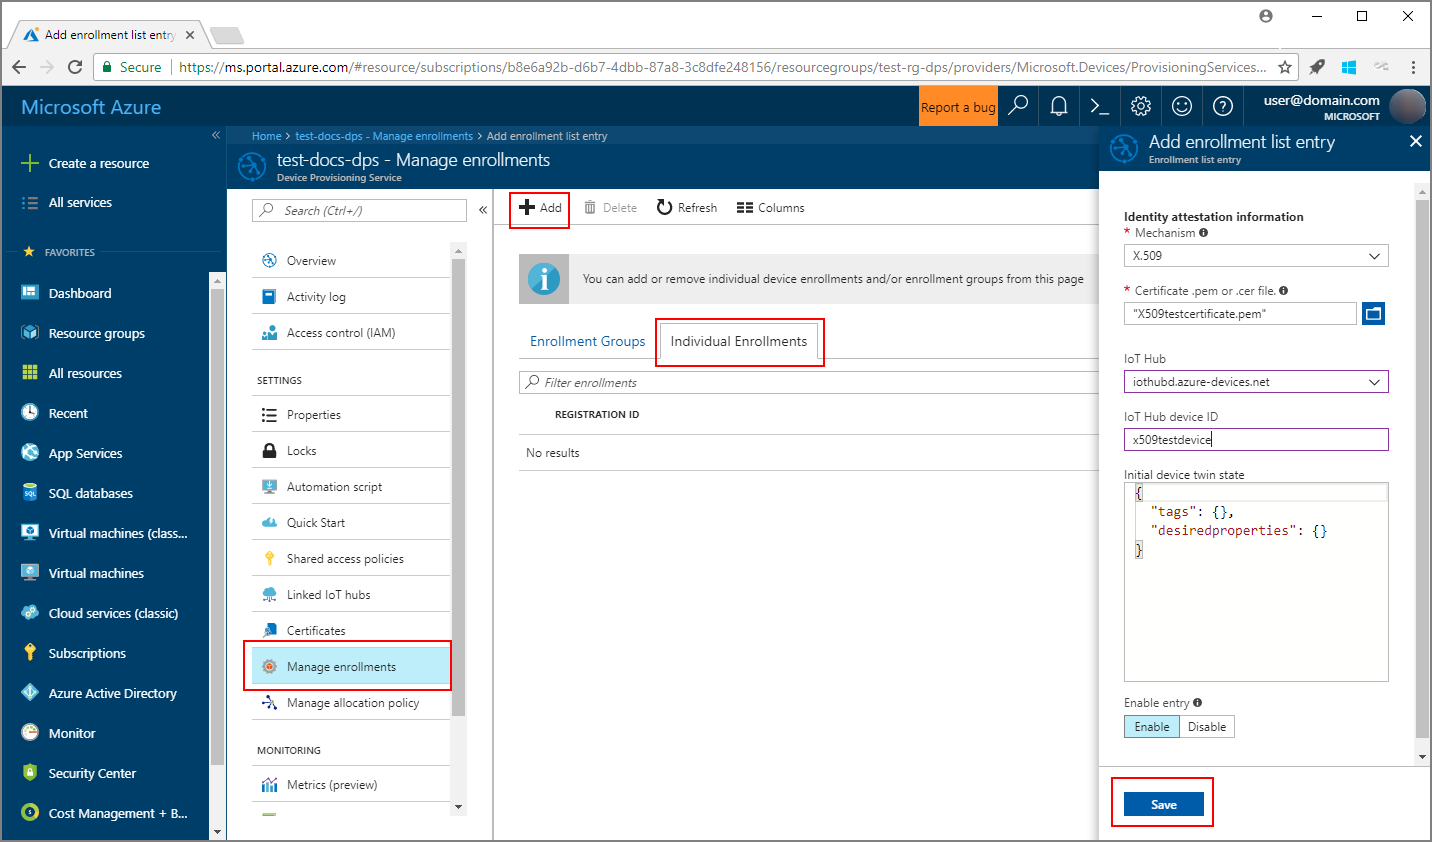 Add enrollment list entry
Secure
https://ms.portal.azure.com/#resource/subscriptions/b8e6a92b-d6b7-4dbb-87a8-3c8dfe248156/resourcegroups/test-rg-dps/providers/Microsoft.Devices/ProvisioningServices...
Microsoft Azure
Report a bug
user@domain.com
MICROSOFT
Create a resource
All services
FAVORITES
Dashboard
Resource groups
All resources
Recent
App Services
SQL databases
Virtual machines (class...
Virtual machines
Cloud services (classic)
Subscriptions
Azure Active Directory
Monitor
Security Center
Cost Management + B...
Home > test-docs-dps - Manage enrollments > Add enrollment list entry
test-docs-dps - Manage enrollments
Device Provisioning Service
Search (Ctrl+/)
Overview
Activity log
Access control (IAM)
SETTINGS
Properties
Locks
Automation script
Quick Start
Shared access policies
Linked IoT hubs
Certificates
Manage enrollments
Manage allocation policy
MONITORING
Metrics (preview)
Add Delete Refresh Columns
You can add or remove individual device enrollments and/or enrollment groups from this page
Enrollment Groups Individual Enrollments
Filter enrollments
REGISTRATION ID
No results
Add enrollment list entry
Enrollment list entry
Identity attestation information
* Mechanism
X.509
* Certificate .pem or .cer file.
"X509testcertificate.pem"
IoT Hub
iothubd.azure-devices.net
IoT Hub device ID
x509testdevice
Initial device twin state
{
"tags": {},
"desiredproperties": {}
}
Enable entry
Enable Disable
Save